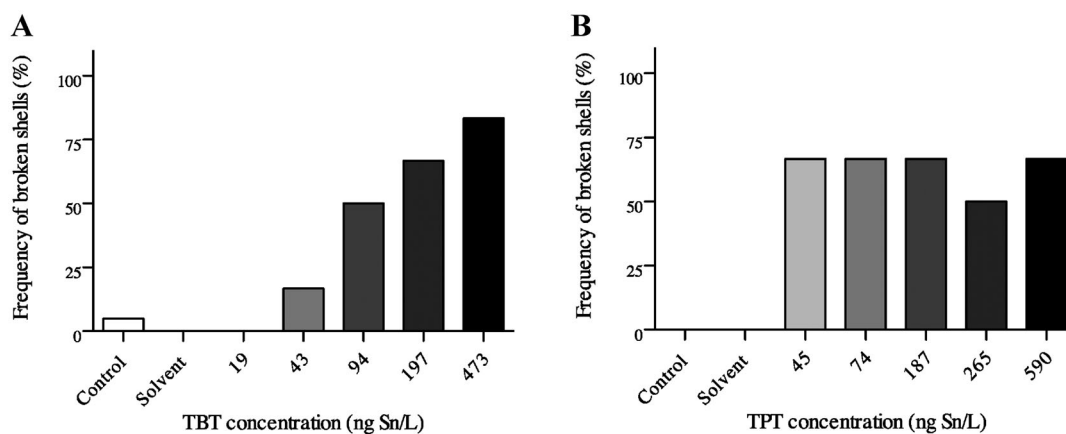 A
Frequency of broken shells (%)
100
75
50
25
0
Control
Solvent
19
43
94
197
473
TBT concentration (ng Sn/L)
B
Frequency of broken shells (%)
100
75
50
25
0
Control
Solvent
45
74
187
265
590
TPT concentration (ng Sn/L)